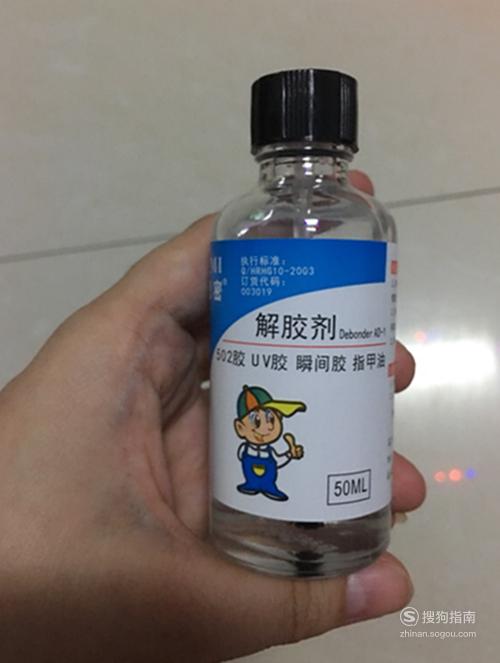 MI
密®
执行标准:
Q/HRHG10-2003
订货代码:
003019
解胶剂 Debonder AD-1
502胶 UV胶 瞬间胶 指甲油
50ML
搜狗指南
zhinan.sogou.com